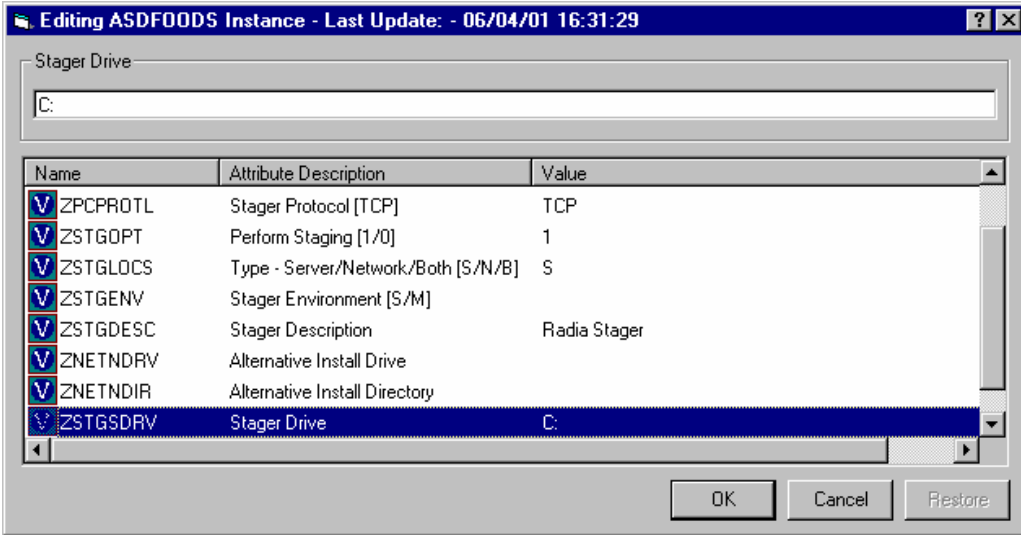 Editing ASDFOODS Instance - Last Update: - 06/04/01 16:31:29
Stager Drive
C:
Name Attribute Description Value
V ZPCPROTL Stager Protocol [TCP] TCP
V ZSTGOPT Perform Staging [1/0] 1
V ZSTGLOCS Type - Server/Network/Both [S/N/B] S
V ZSTGENV Stager Environment [S/M]
V ZSTGDESC Stager Description Radia Stager
V ZNETNDRV Alternative Install Drive
V ZNETNDIR Alternative Install Directory
V ZSTGSDRV Stager Drive C:
OK Cancel Restore